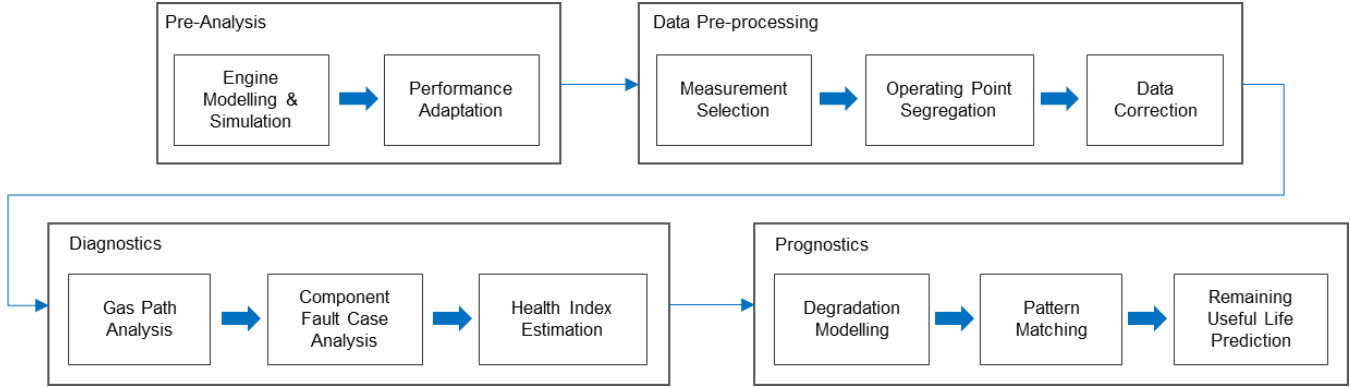 Pre-Analysis
Engine
Modelling &
Simulation
Performance
Adaptation
Data Pre-processing
Measurement
Selection
Operating Point
Segregation
Data
Correction
Diagnostics
Gas Path
Analysis
Component
Fault Case
Analysis
Health Index
Estimation
Prognostics
Degradation
Modelling
Pattern
Matching
Remaining
Useful Life
Prediction